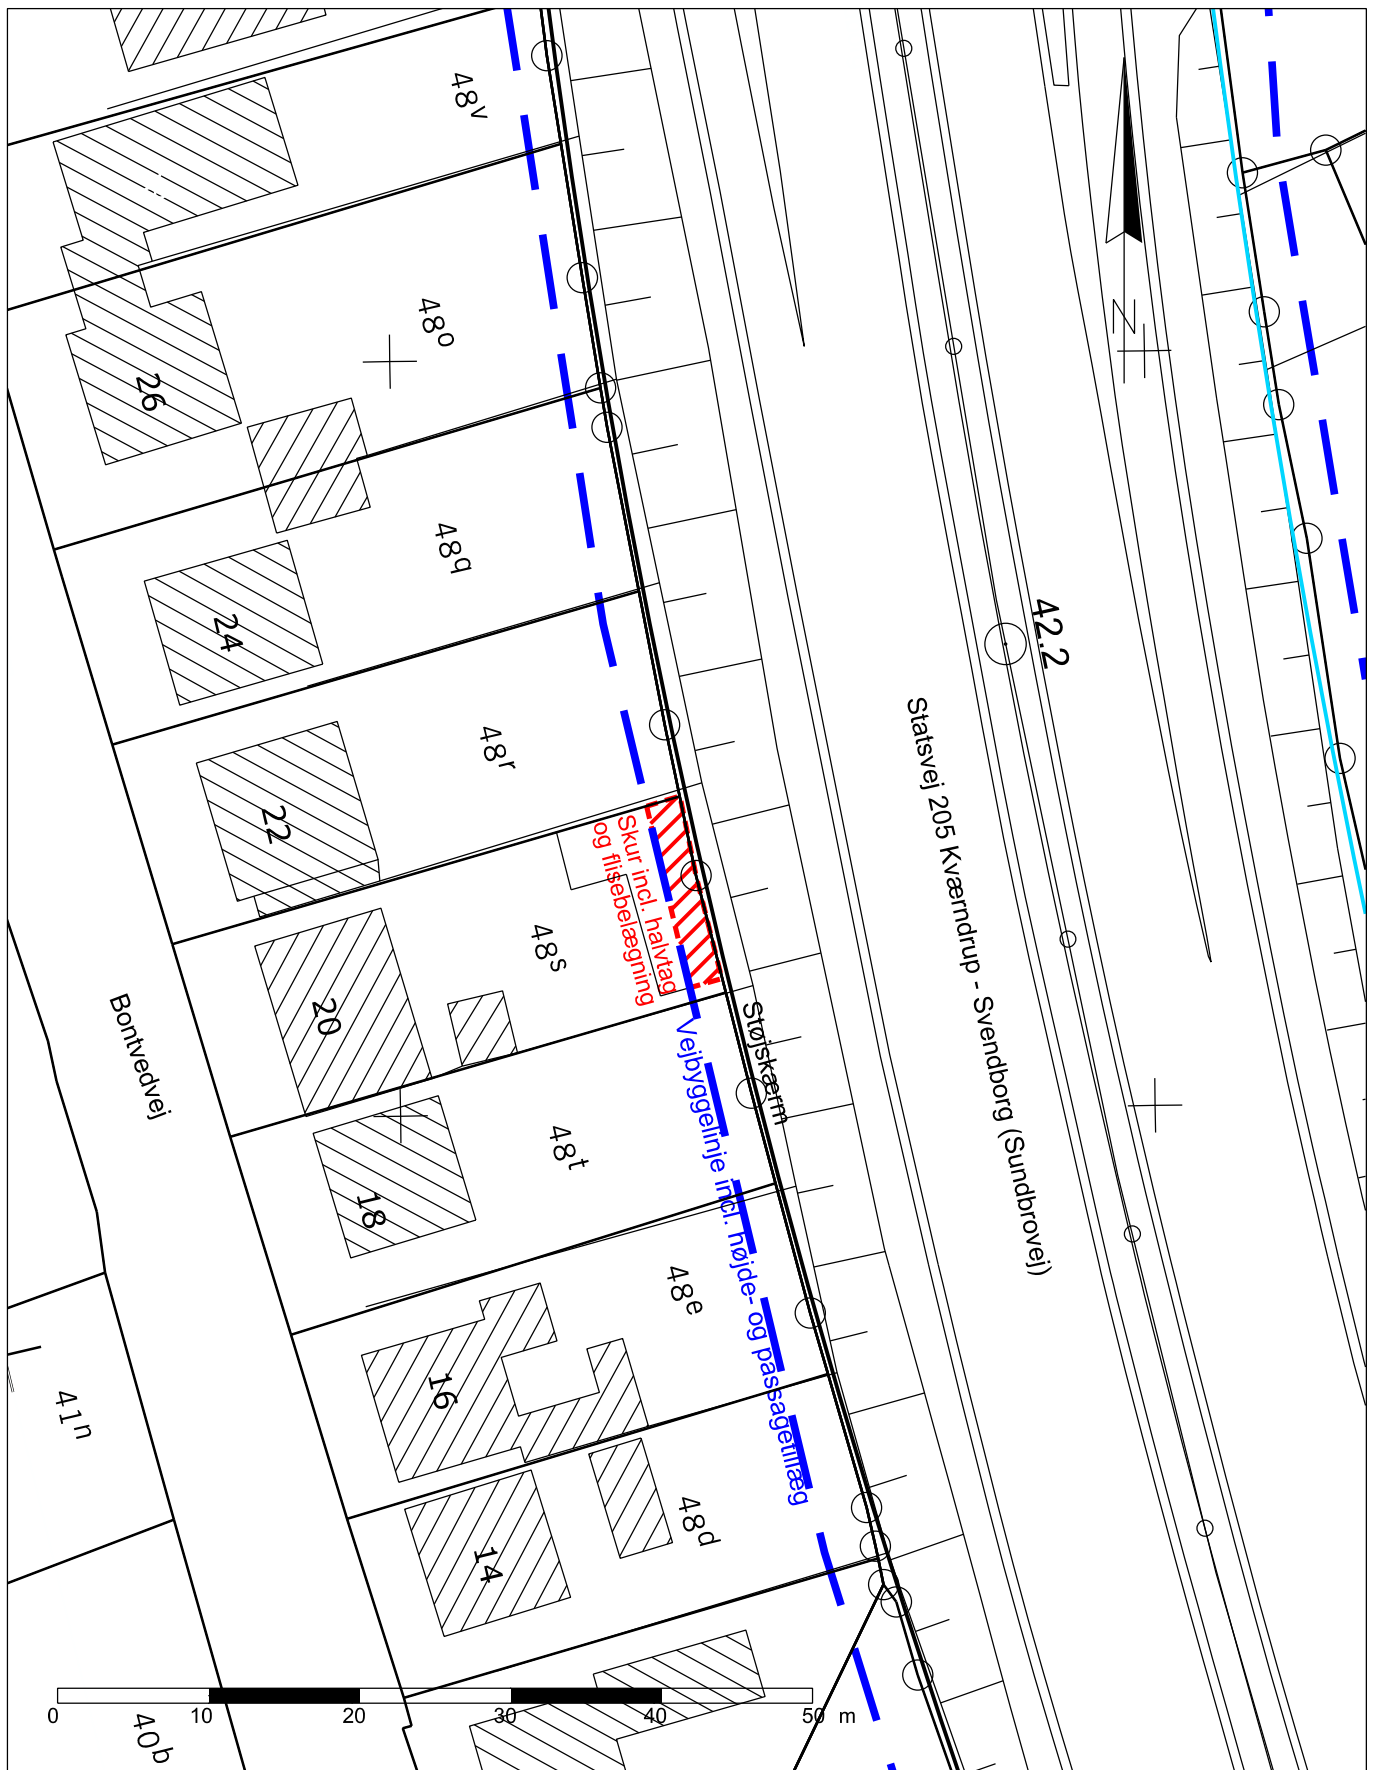 48v
48o
26
N
48q
24
42.2
48r
22
Statsvej 205 Kværndrup - Svendborg (Sundbrovej)
Skur incl. halvtag
og flisebelægning
48s
20
Bontvedvej
Støjskærm
Vejbyggelinje incl. højde- og passagetillæg
48t
18
48e
16
41n
48d
14
0 10 20 30 40 50 m
40b